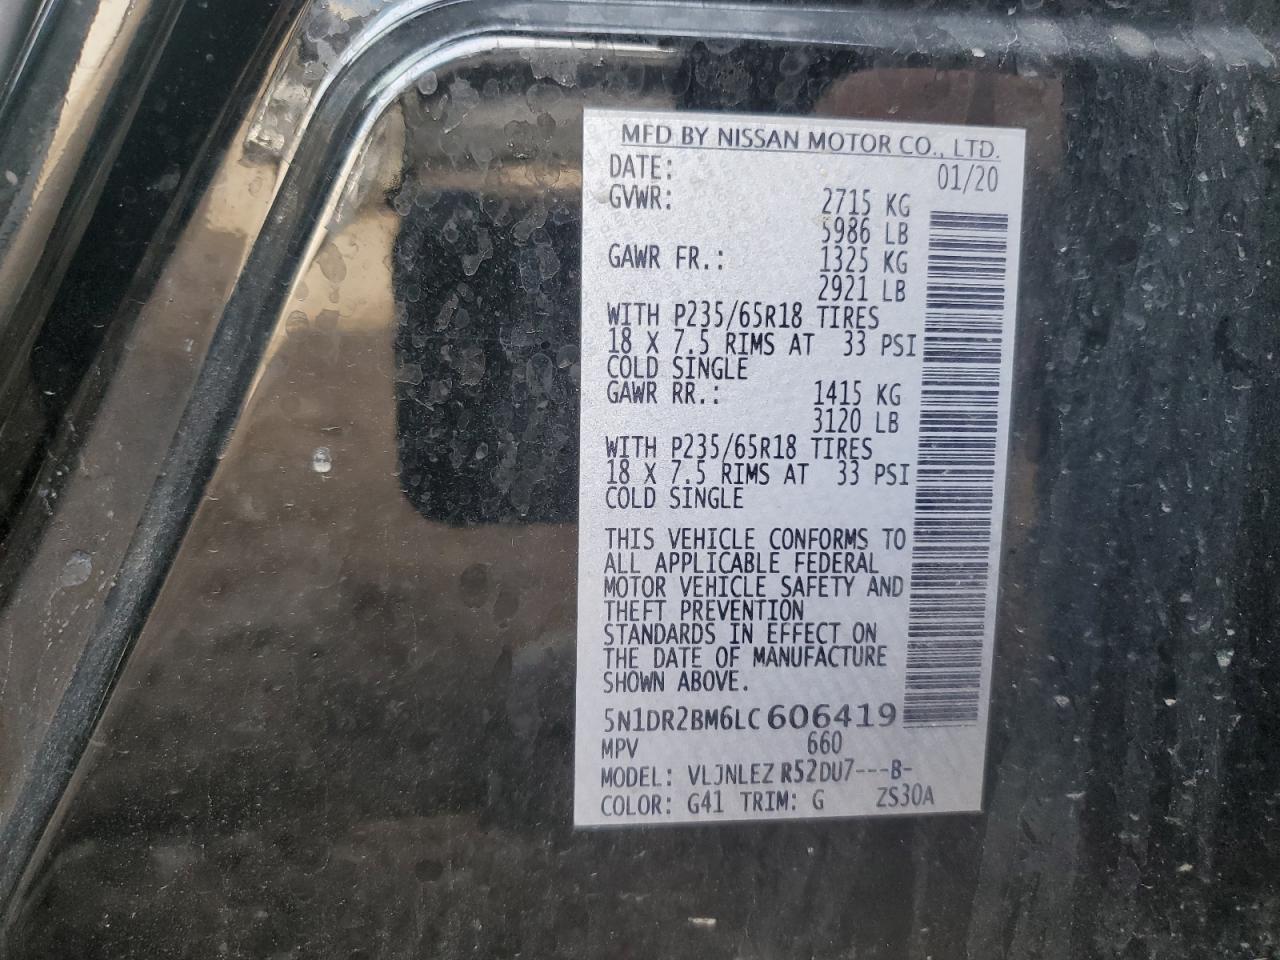 MFD BY NISSAN MOTOR CO., LTD.
DATE: 01/20
GVWR: 2715 KG
5986 LB
GAWR FR.: 1325 KG
2921 LB
WITH P235/65R18 TIRES
18 X 7.5 RIMS AT 33 PSI
COLD SINGLE
GAWR RR.: 1415 KG
3120 LB
WITH P235/65R18 TIRES
18 X 7.5 RIMS AT 33 PSI
COLD SINGLE
THIS VEHICLE CONFORMS TO
ALL APPLICABLE FEDERAL
MOTOR VEHICLE SAFETY AND
THEFT PREVENTION
STANDARDS IN EFFECT ON
THE DATE OF MANUFACTURE
SHOWN ABOVE.
5N1DR2BM6LC606419
MPV 660
MODEL: VLJNLEZ R52DU7---B-
COLOR: G41 TRIM: G ZS30A